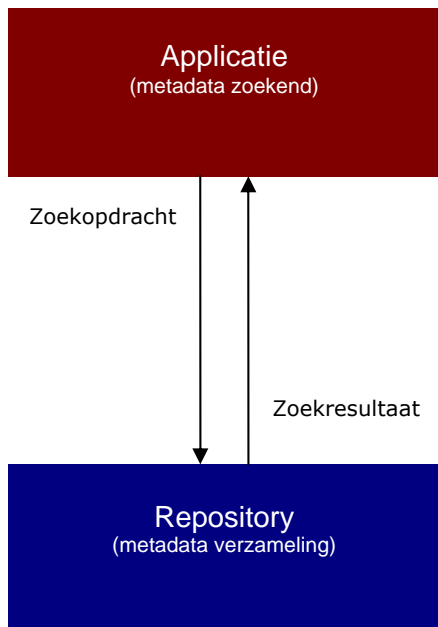 Applicatie
(metadata zoekend)
Zoekopdracht
Zoekresultaat
Repository
(metadata verzameling)